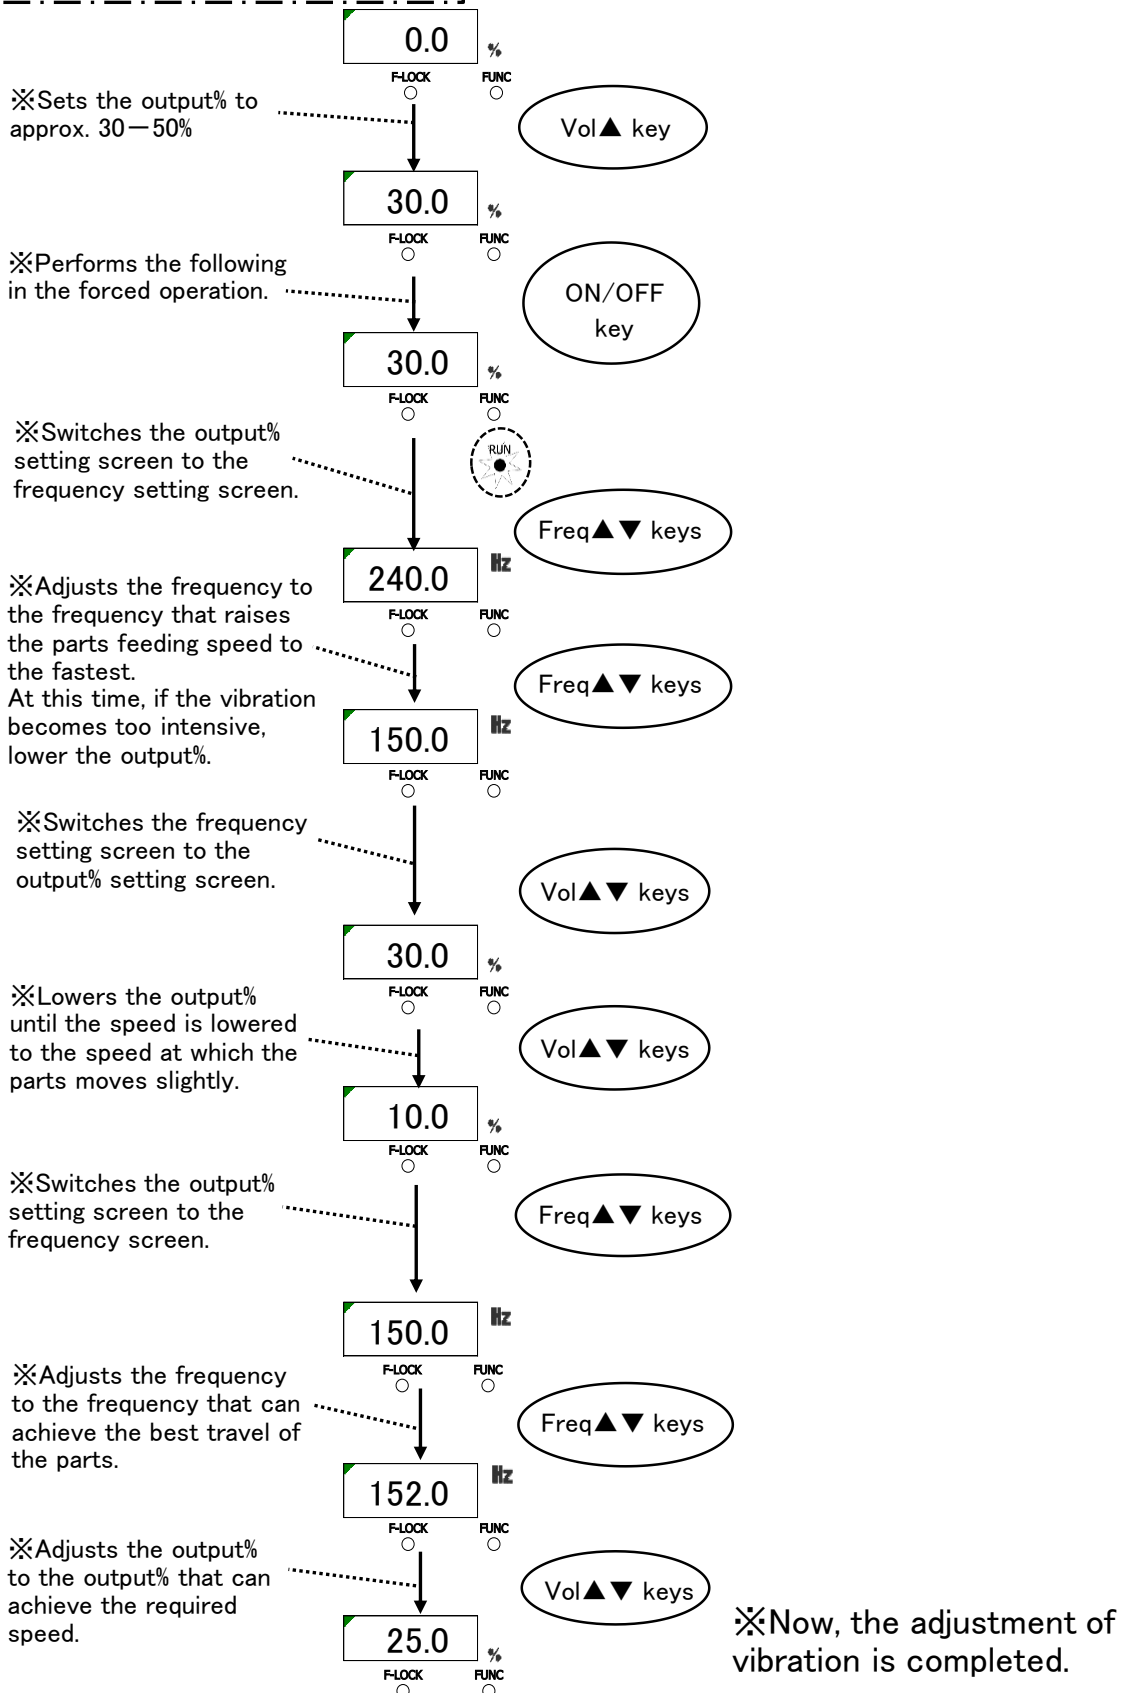 0.0 %
F-LOCK FUNC
※Sets the output% to
approx. 30－50%
Vol▲ key
30.0 %
F-LOCK FUNC
※Performs the following
in the forced operation.
ON/OFF
key
30.0 %
F-LOCK FUNC
※Switches the output%
setting screen to the
frequency setting screen.
RUN
Freq▲▼ keys
240.0 Hz
F-LOCK FUNC
※Adjusts the frequency to
the frequency that raises
the parts feeding speed to
the fastest.
At this time, if the vibration
becomes too intensive,
lower the output%.
Freq▲▼ keys
150.0 Hz
F-LOCK FUNC
※Switches the frequency
setting screen to the
output% setting screen.
Vol▲▼ keys
30.0 %
F-LOCK FUNC
※Lowers the output%
until the speed is lowered
to the speed at which the
parts moves slightly.
Vol▲▼ keys
10.0 %
F-LOCK FUNC
※Switches the output%
setting screen to the
frequency screen.
Freq▲▼ keys
150.0 Hz
F-LOCK FUNC
※Adjusts the frequency
to the frequency that can
achieve the best travel of
the parts.
Freq▲▼ keys
152.0 Hz
F-LOCK FUNC
※Adjusts the output%
to the output% that can
achieve the required
speed.
Vol▲▼ keys
25.0 %
F-LOCK FUNC
※Now, the adjustment of
vibration is completed.